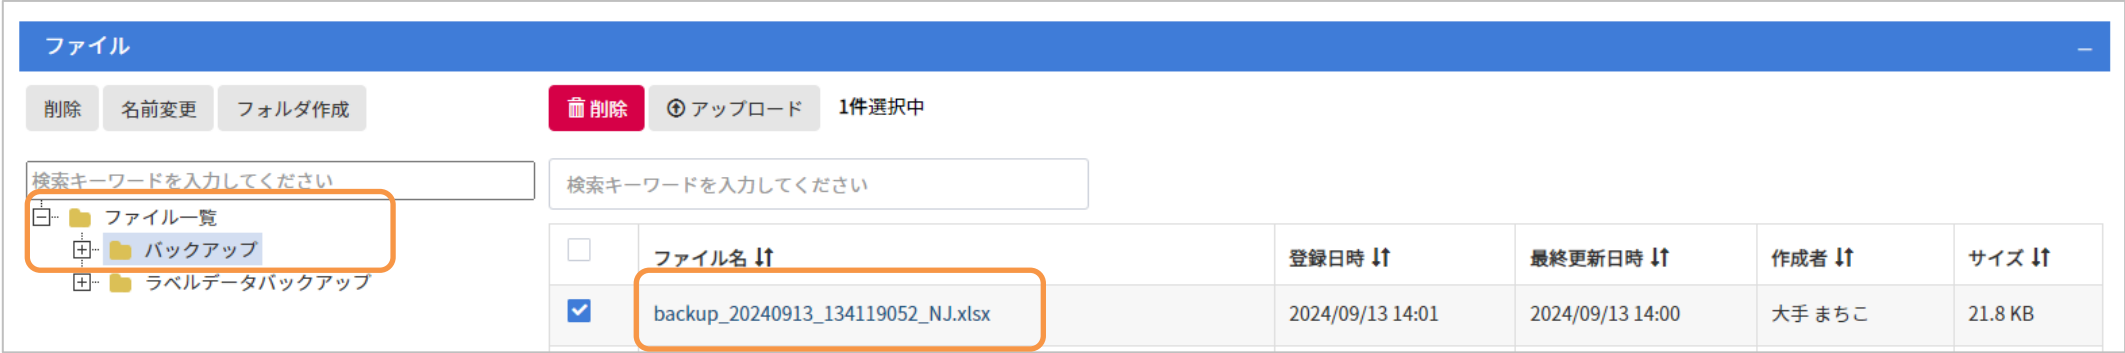 ファイル
削除 名前変更 フォルダ作成
削除 アップロード 1件選択中
検索キーワードを入力してください
ファイル一覧
バックアップ
ラベルデータバックアップ
検索キーワードを入力してください
ファイル名 登録日時 最終更新日時 作成者 サイズ
backup_20240913_134119052_NJ.xlsx 2024/09/13 14:01 2024/09/13 14:00 大手 まちこ 21.8 KB